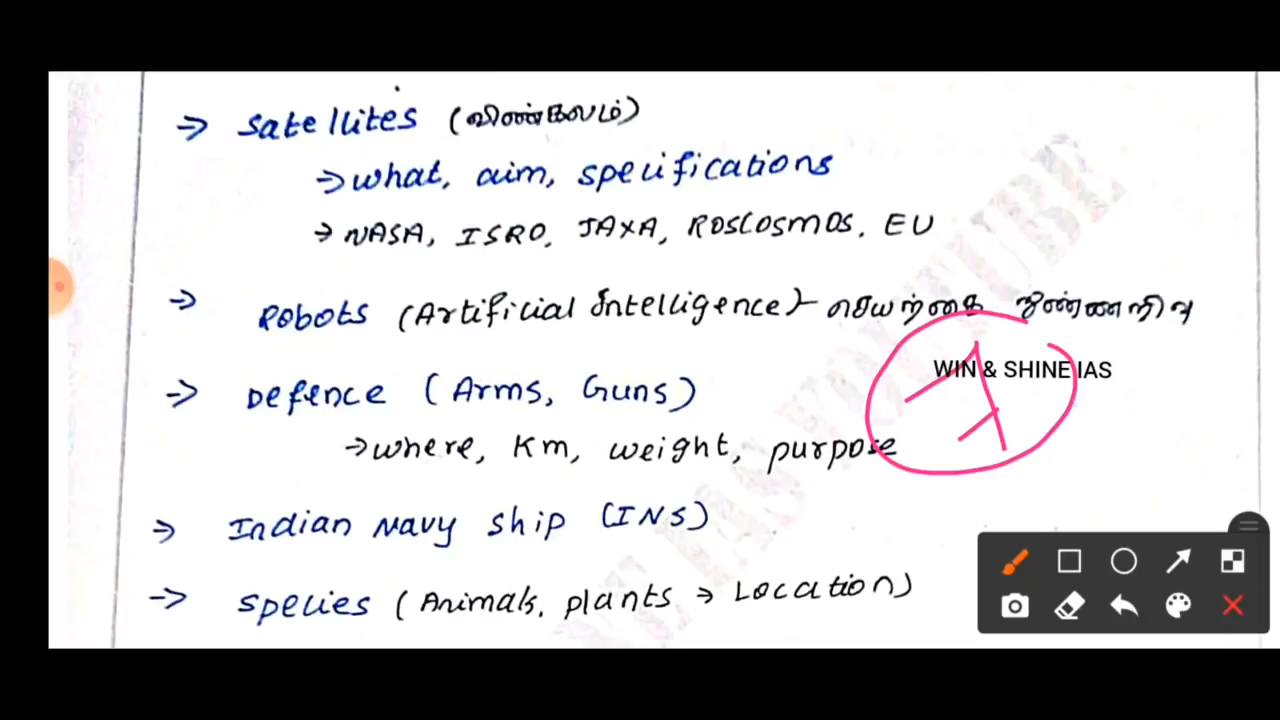 → Satellites (விண்கலம்)
→ what, aim, specifications
→ NASA, ISRO, JAXA, ROSCOSMOS, EU
→ Robots (Artificial Intelligence) - செயற்கை நுண்ணறிவு
WIN & SHINE IAS
7
→ Defence (Arms, Guns)
→ where, Km, weight, purpose
→ Indian Navy Ship (INS)
→ Species (Animals, plants → Location)